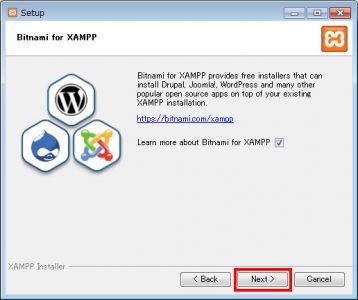 Setup
Bitnami for XAMPP
Bitnami for XAMPP provides free installers that can
install Drupal, Joomla!, WordPress and many other
popular open source apps on top of your existing
XAMPP installation.
https://bitnami.com/xampp
Learn more about Bitnami for XAMPP
XAMPP Installer
< Back
Next >
Cancel